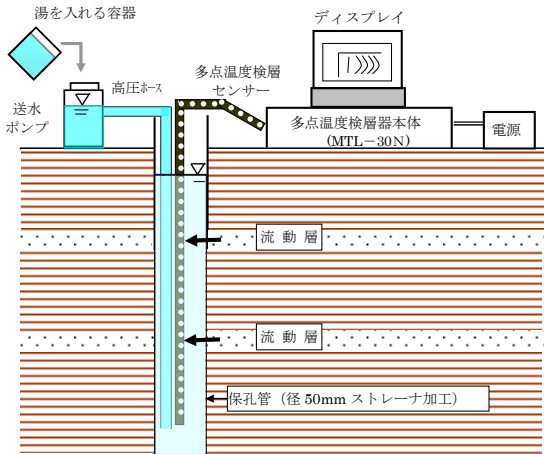 湯を入れる容器
ディスプレイ
高圧ホース
多点温度検層
センサー
送水
ポンプ
多点温度検層器本体
(MTL－30N)
電源
流 動 層
流 動 層
保孔管（径 50mm ストレーナ加工）